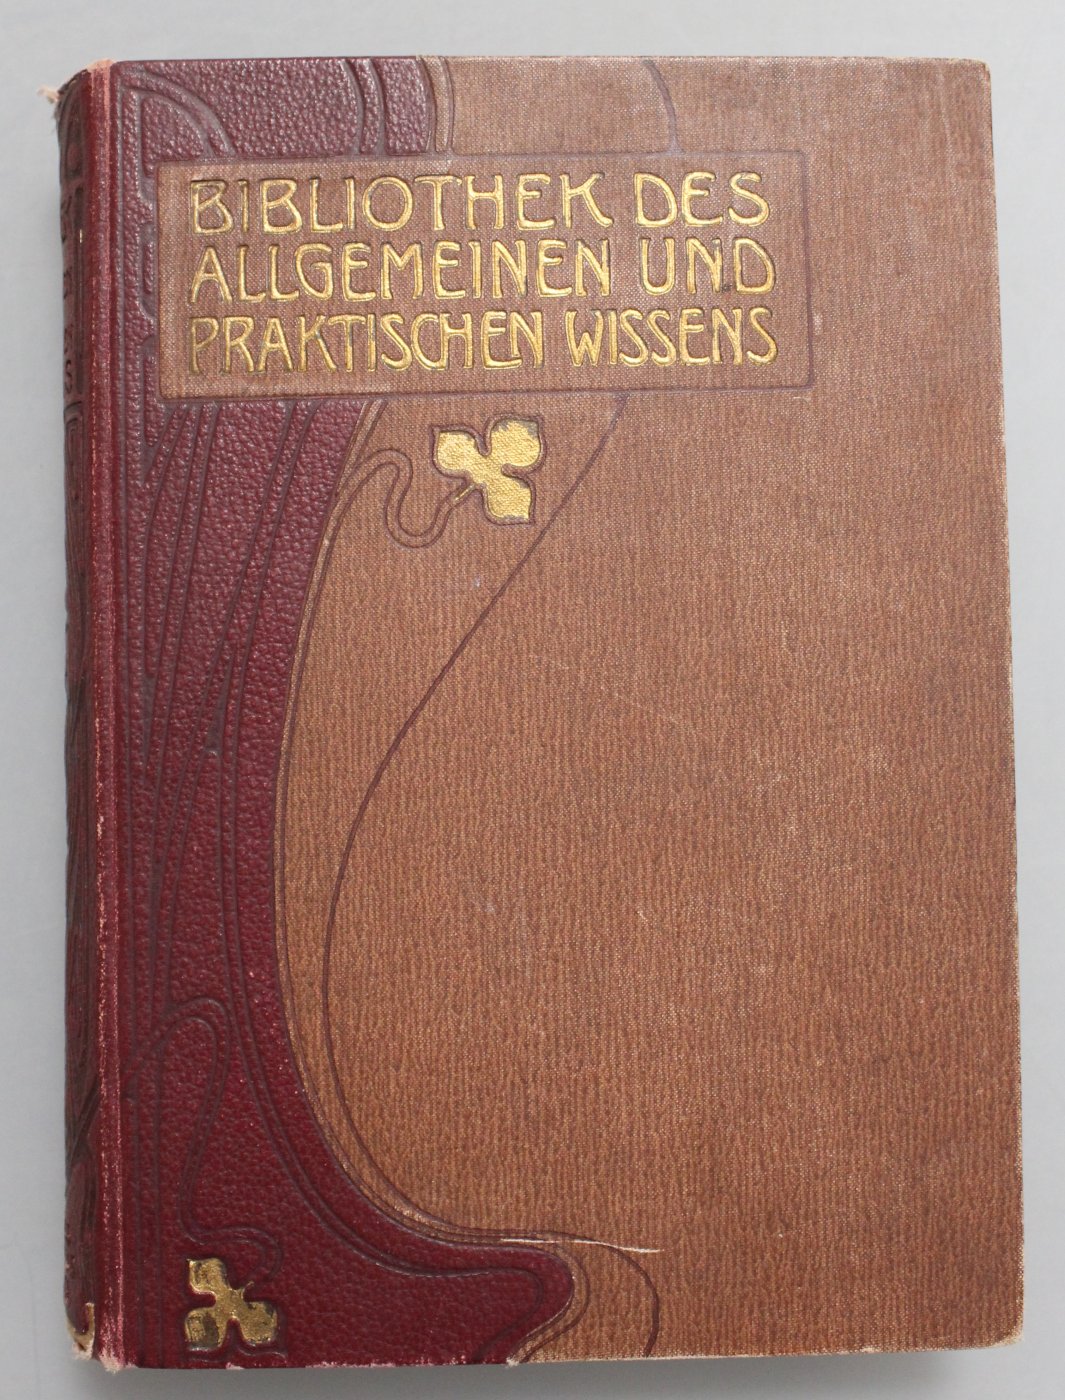 BIBLIOTHEK DES
ALLGEMEINEN UND
PRAKTISCHEN WISSENS